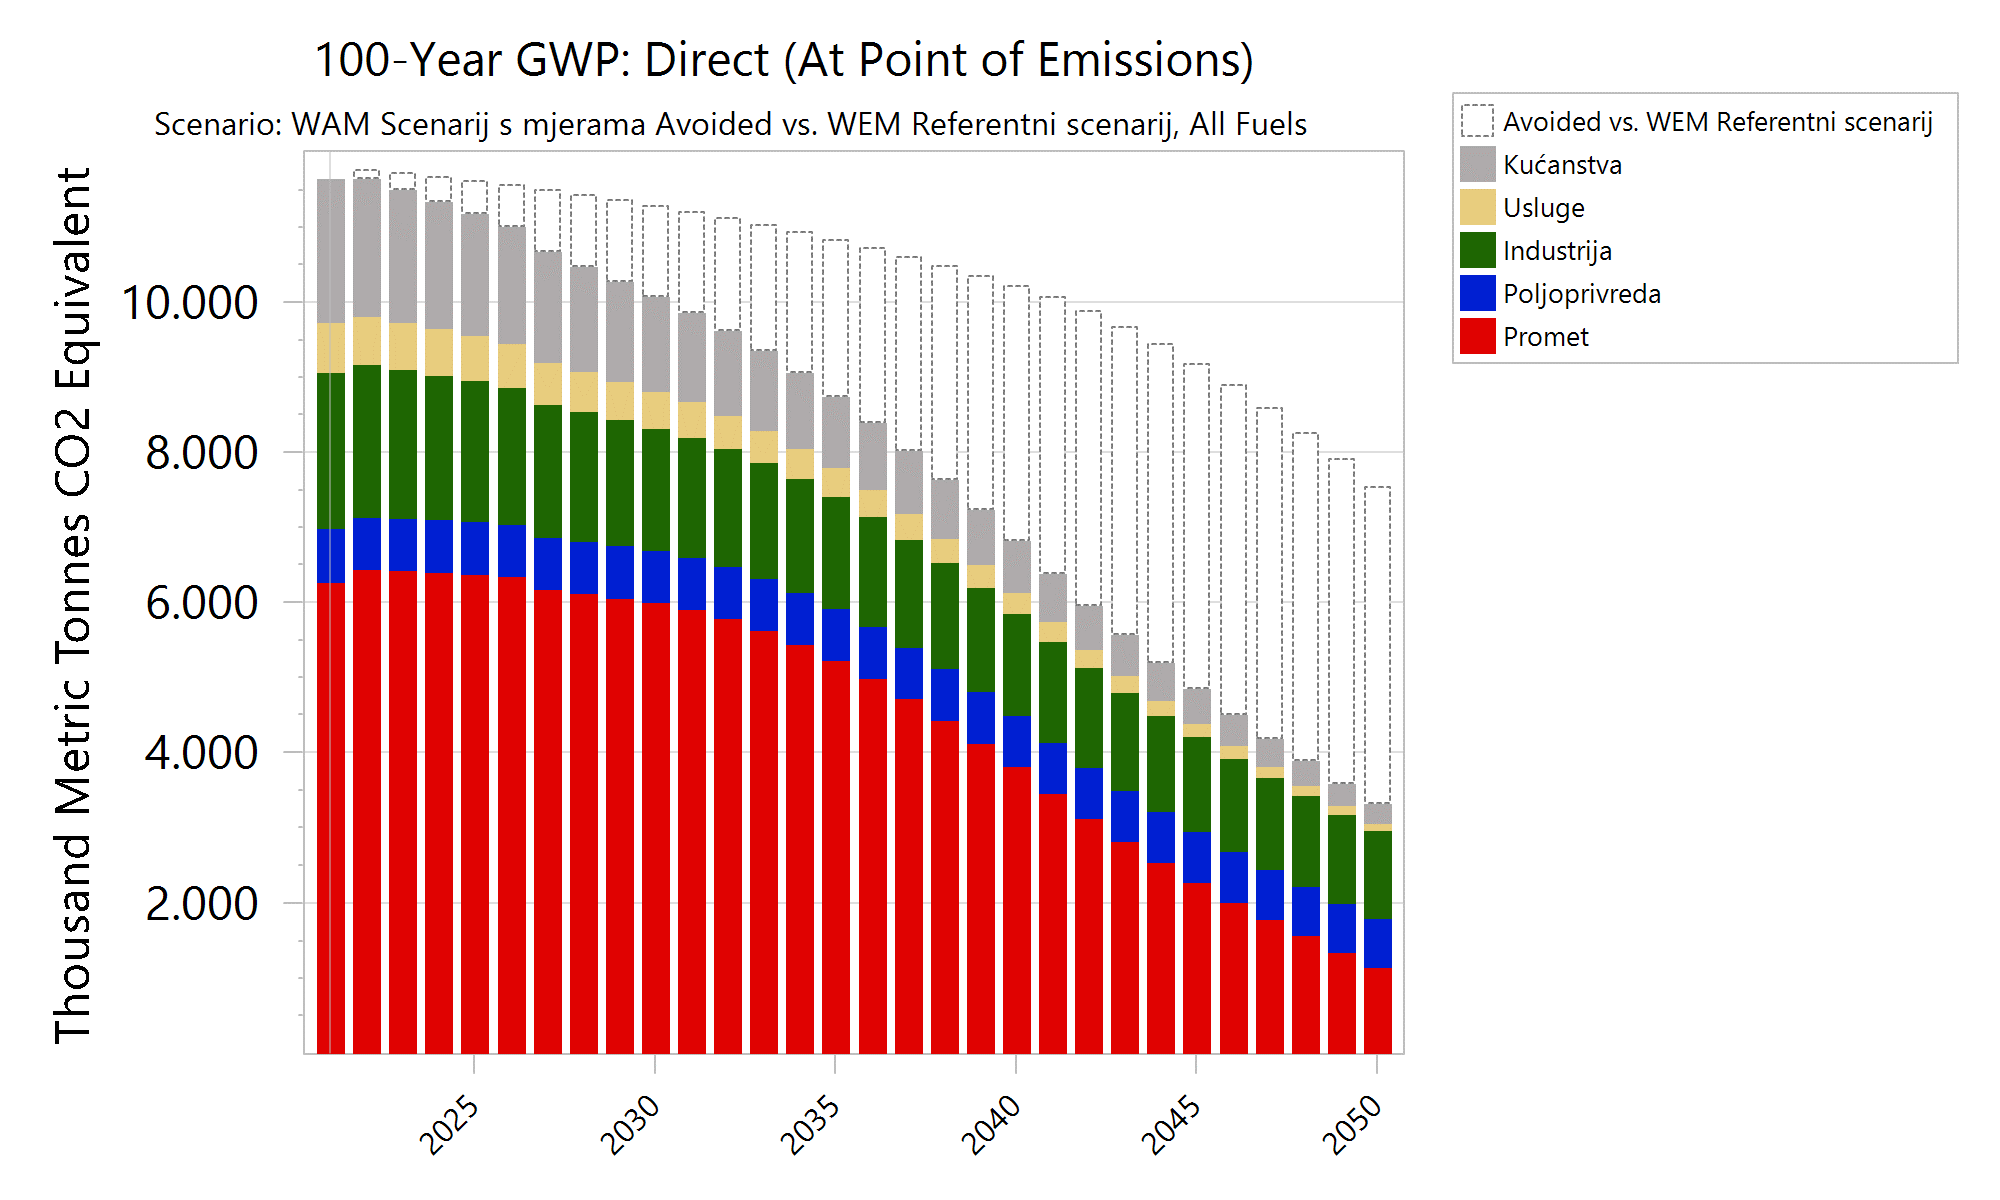 100-Year GWP: Direct (At Point of Emissions)
Scenario: WAM Scenarij s mjerama Avoided vs. WEM Referentni scenarij, All Fuels
Thousand Metric Tonnes CO2 Equivalent
10.000
8.000
6.000
4.000
2.000
2025
2030
2035
2040
2045
2050
Avoided vs. WEM Referentni scenarij
Kućanstva
Usluge
Industrija
Poljoprivreda
Promet